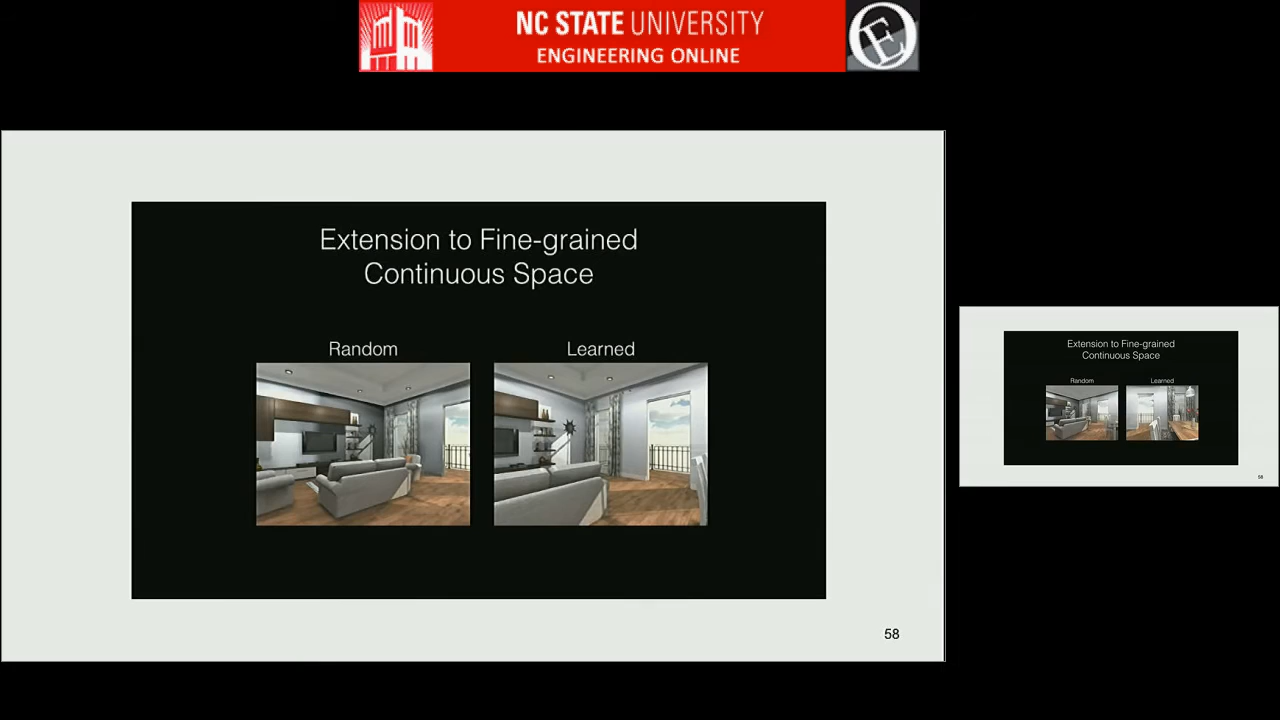 NC STATE UNIVERSITY
ENGINEERING ONLINE
Extension to Fine-grained
Continuous Space
Random
Learned
58
Extension to Fine-grained
Continuous Space
Random
Learned
58